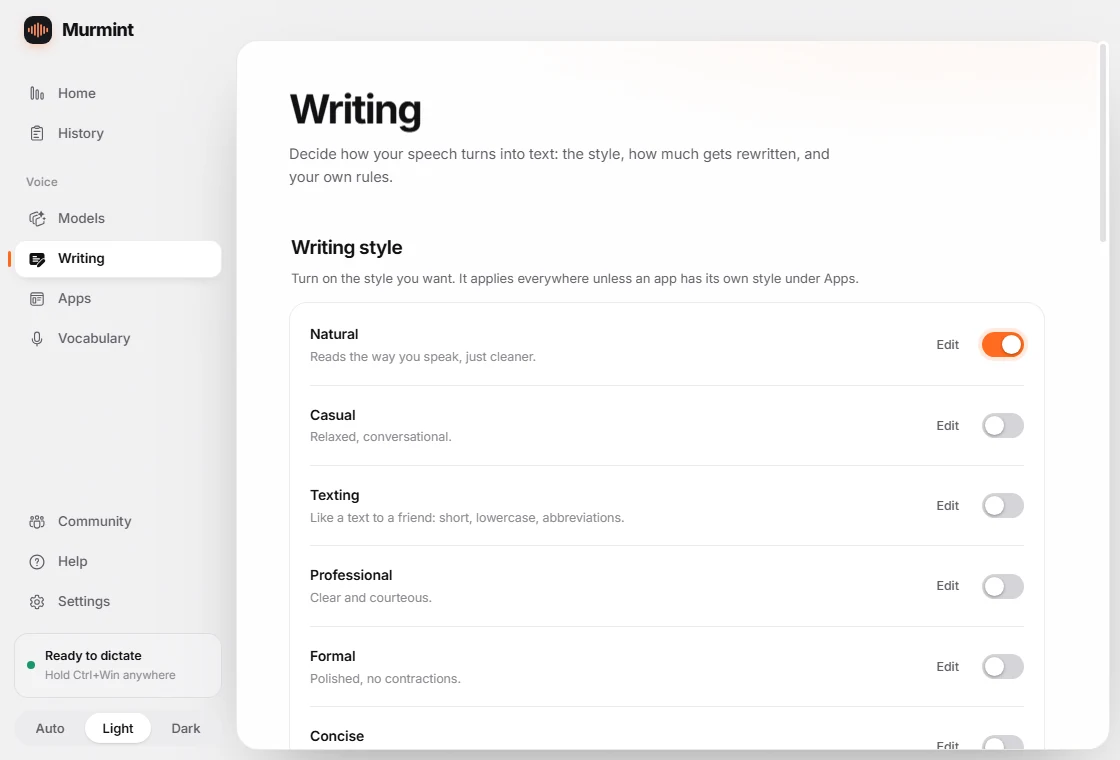 Murmint
Home
History
Voice
Models
Writing
Apps
Vocabulary
Community
Help
Settings
Ready to dictate
Hold Ctrl+Win anywhere
Auto
Light
Dark
Writing
Decide how your speech turns into text: the style, how much gets rewritten, and
your own rules.
Writing style
Turn on the style you want. It applies everywhere unless an app has its own style under Apps.
Natural
Reads the way you speak, just cleaner.
Edit
Casual
Relaxed, conversational.
Edit
Texting
Like a text to a friend: short, lowercase, abbreviations.
Edit
Professional
Clear and courteous.
Edit
Formal
Polished, no contractions.
Edit
Concise
Edit